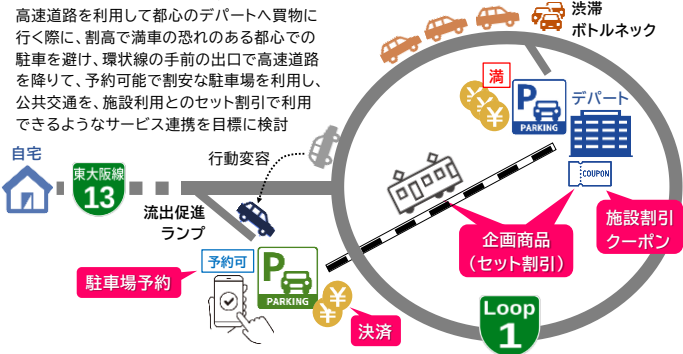 高速道路を利用して都心のデパートへ買物に
行く際に、割高で満車の恐れのある都心での
駐車を避け、環状線の手前の出口で高速道路
を降りて、予約可能で割安な駐車場を利用し、
公共交通を、施設利用とのセット割引で利用
できるようなサービス連携を目標に検討
渋滞
ボトルネック
満
P
PARKING
デパート
¥
¥
¥
COUPON
施設割引
クーポン
自宅
東大阪線
13
行動変容
流出促進
ランプ
企画商品
（セット割引）
予約可
P
PARKING
駐車場予約
¥
¥
決済
Loop
1